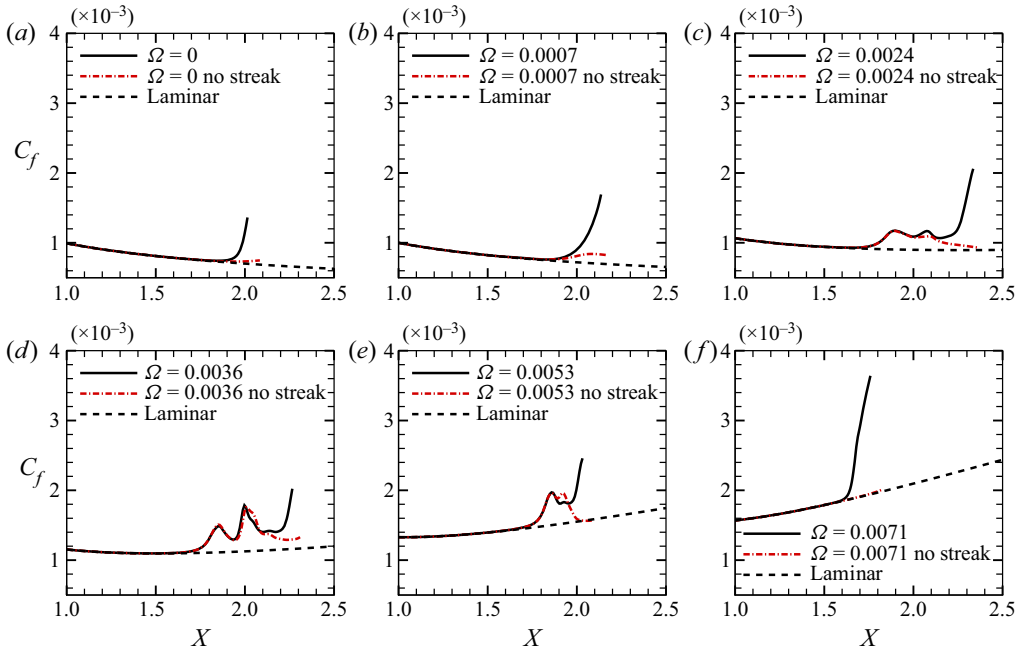 (×10⁻³) (×10⁻³) (×10⁻³)
(a) (b) (c)
4 4 4
Ω = 0 Ω = 0.0007 Ω = 0.0024
Ω = 0 no streak Ω = 0.0007 no streak Ω = 0.0024 no streak
Laminar Laminar Laminar
3 3 3
C_f
2 2 2
1 1 1
1.0 1.5 2.0 2.5 1.0 1.5 2.0 2.5 1.0 1.5 2.0 2.5
(×10⁻³) (×10⁻³) (×10⁻³)
(d) (e) (f)
4 4 4
Ω = 0.0036 Ω = 0.0053
Ω = 0.0036 no streak Ω = 0.0053 no streak
Laminar Laminar
3 3 3
C_f
2 2 2
Ω = 0.0071
1 1 1
Ω = 0.0071 no streak
Laminar
1.0 1.5 2.0 2.5 1.0 1.5 2.0 2.5 1.0 1.5 2.0 2.5
X X X